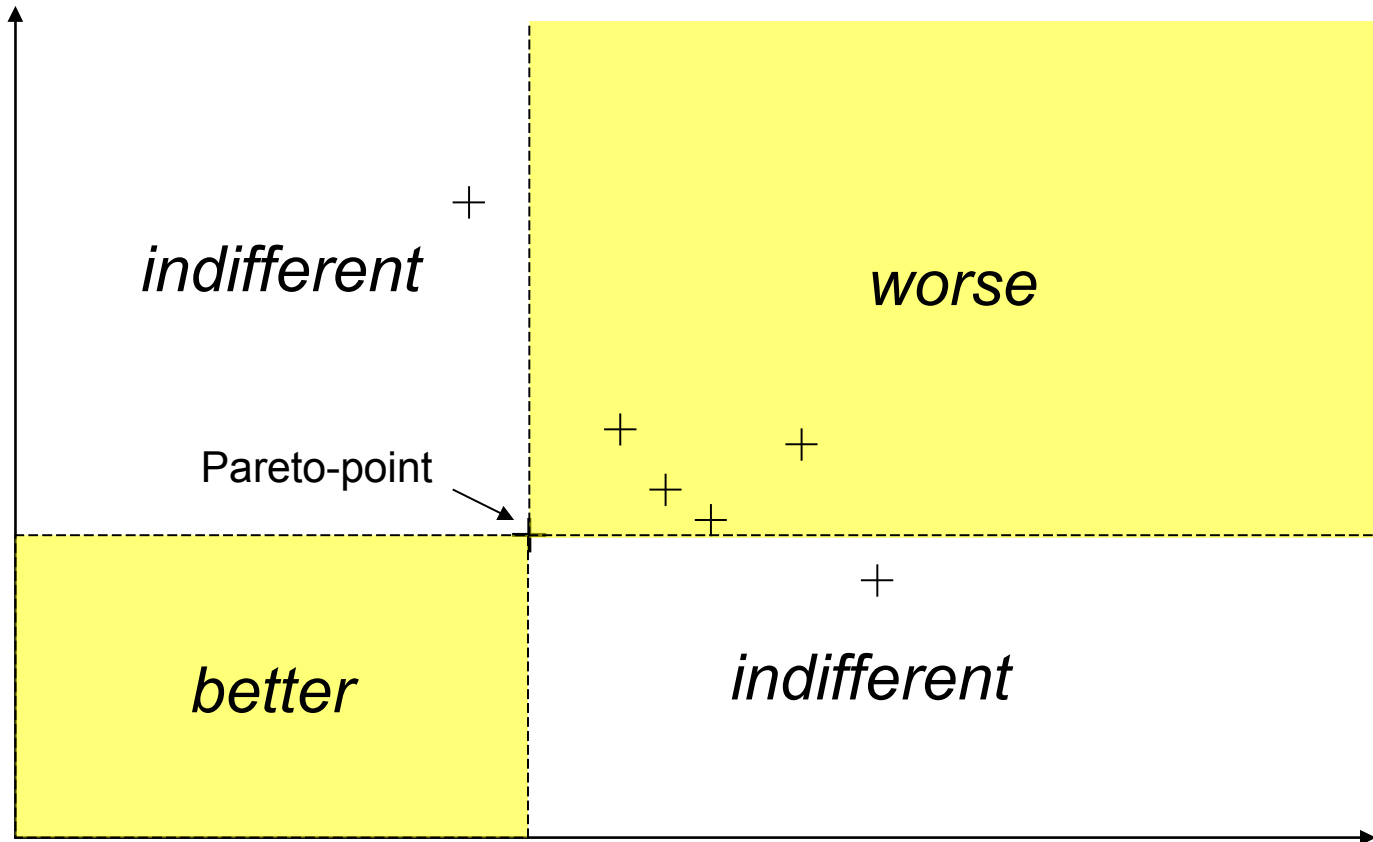 indifferent
worse
Pareto-point
better
indifferent